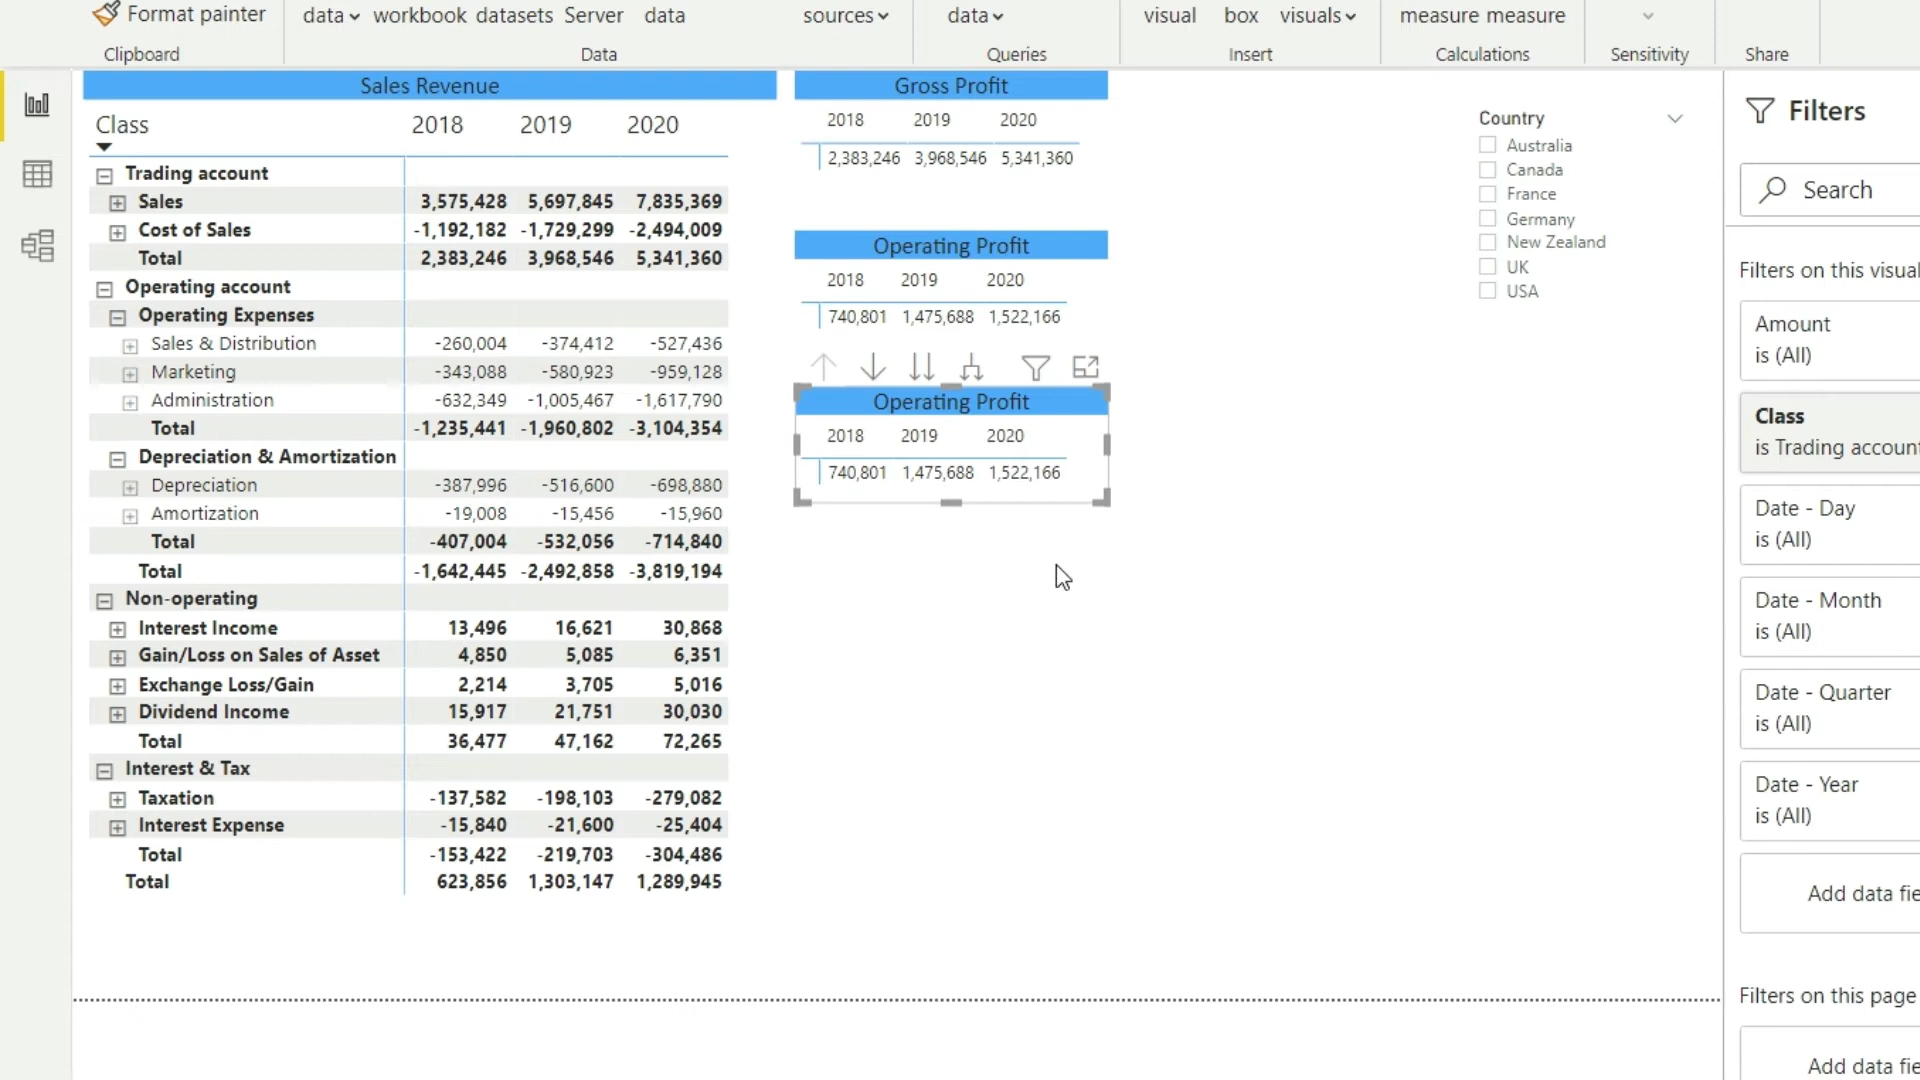 Format painter
data workbook datasets Server data
sources
data
visual box visuals
measure measure
Clipboard
Data
Queries
Insert
Calculations
Sensitivity
Share
Sales Revenue
Class 2018 2019 2020
Trading account
Sales 3,575,428 5,697,845 7,835,369
Cost of Sales -1,192,182 -1,729,299 -2,494,009
Total 2,383,246 3,968,546 5,341,360
Operating account
Operating Expenses
Sales & Distribution -260,004 -374,412 -527,436
Marketing -343,088 -580,923 -959,128
Administration -632,349 -1,005,467 -1,617,790
Total -1,235,441 -1,960,802 -3,104,354
Depreciation & Amortization
Depreciation -387,996 -516,600 -698,880
Amortization -19,008 -15,456 -15,960
Total -407,004 -532,056 -714,840
Total -1,642,445 -2,492,858 -3,819,194
Non-operating
Interest Income 13,496 16,621 30,868
Gain/Loss on Sales of Asset 4,850 5,085 6,351
Exchange Loss/Gain 2,214 3,705 5,016
Dividend Income 15,917 21,751 30,030
Total 36,477 47,162 72,265
Interest & Tax
Taxation -137,582 -198,103 -279,082
Interest Expense -15,840 -21,600 -25,404
Total -153,422 -219,703 -304,486
Total 623,856 1,303,147 1,289,945
Gross Profit
2018 2019 2020
2,383,246 3,968,546 5,341,360
Operating Profit
2018 2019 2020
740,801 1,475,688 1,522,166
Operating Profit
2018 2019 2020
740,801 1,475,688 1,522,166
Country
Australia
Canada
France
Germany
New Zealand
UK
USA
Filters
Search
Filters on this visual
Amount
is (All)
Class
is Trading account
Date - Day
is (All)
Date - Month
is (All)
Date - Quarter
is (All)
Date - Year
is (All)
Add data fie
Filters on this page
Add data fie